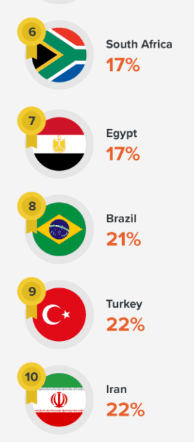 6
South Africa
17%
7
Egypt
17%
8
Brazil
21%
9
Turkey
22%
10
Iran
22%